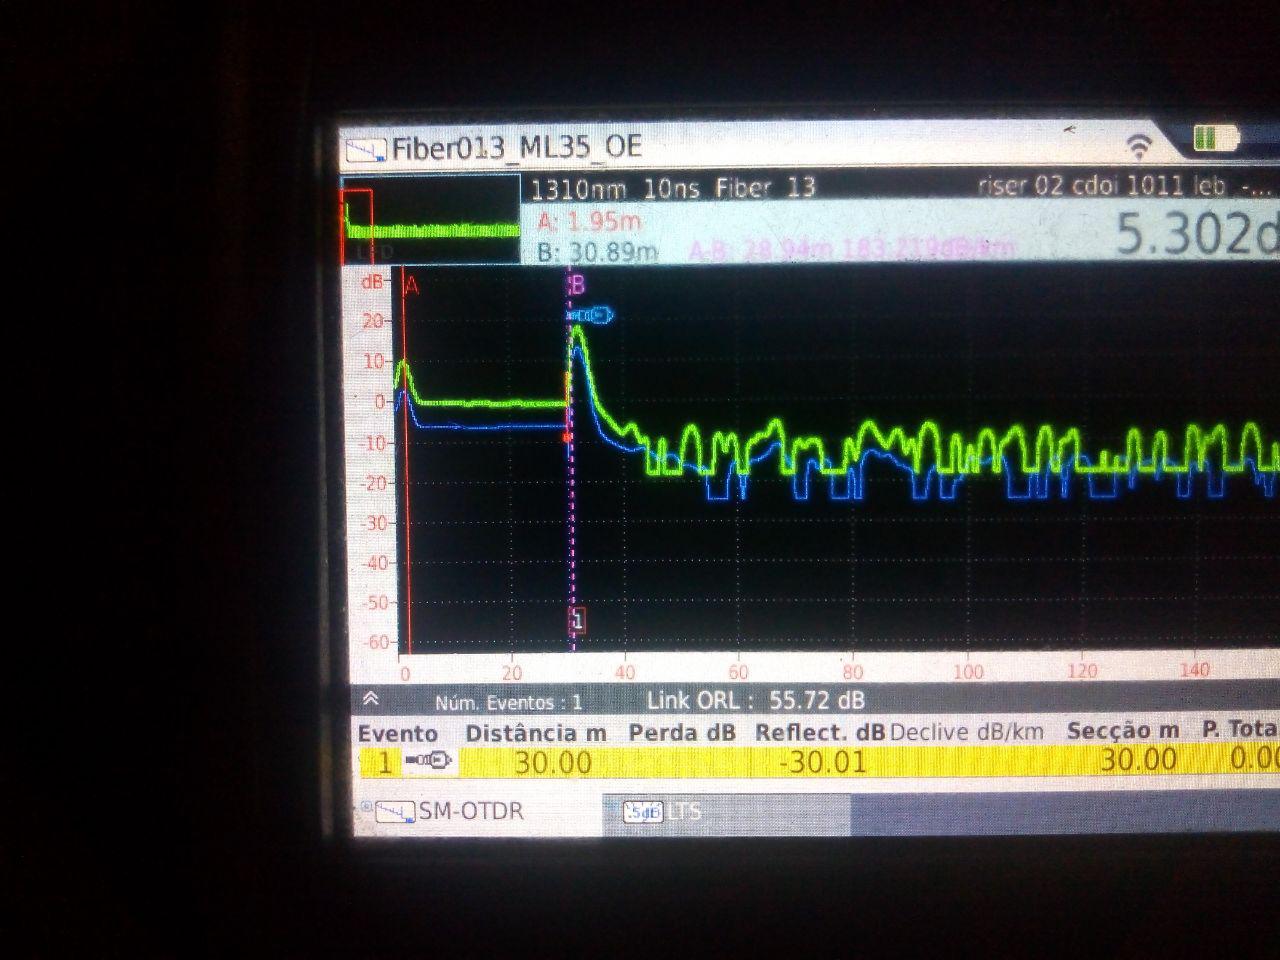 Fiber013_ML35_OE
1310nm 10ns Fiber 13 riser 02 cdoi 1011 leb -...
A: 1.95m
B: 30.89m A-B: 28.94m 183.219dB/km 5.302d
dB A B
20
10
0
10
-20
-30
-40
-50
-60
1
0 20 40 60 80 100 120 140
Núm. Eventos : 1 Link ORL : 55.72 dB
Evento Distância m Perda dB Reflect. dB Declive dB/km Secção m P. Tota
1 30.00 -30.01 30.00 0.00
SM-OTDR .5dB LTS